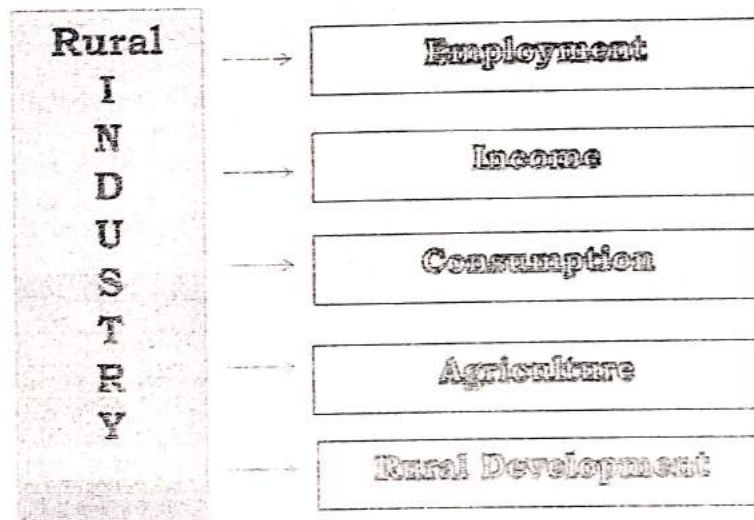 Rural
I
N
D
U
S
T
R
Y
Employment
Income
Consumption
Agriculture
Rural Development